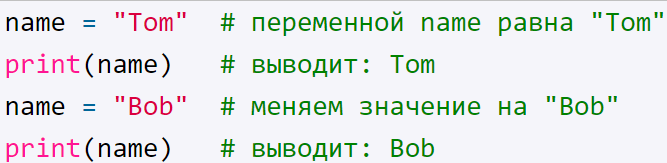 name = "Tom"  # переменной name равна "Tom"
print(name)   # выводит: Tom
name = "Bob"  # меняем значение на "Bob"
print(name)   # выводит: Bob